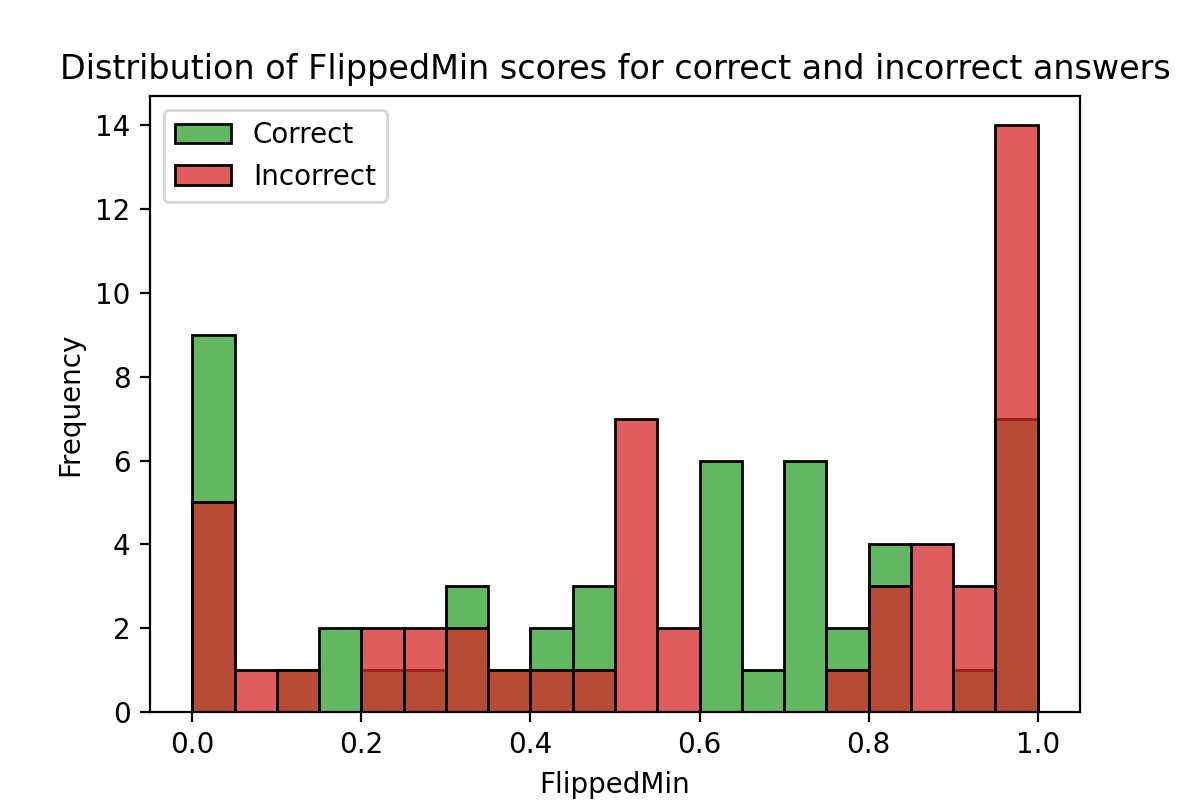 Distribution of FlippedMin scores for correct and incorrect answers
Correct
Incorrect
14
12
10
8
6
4
2
0
Frequency
0.0 0.2 0.4 0.6 0.8 1.0
FlippedMin